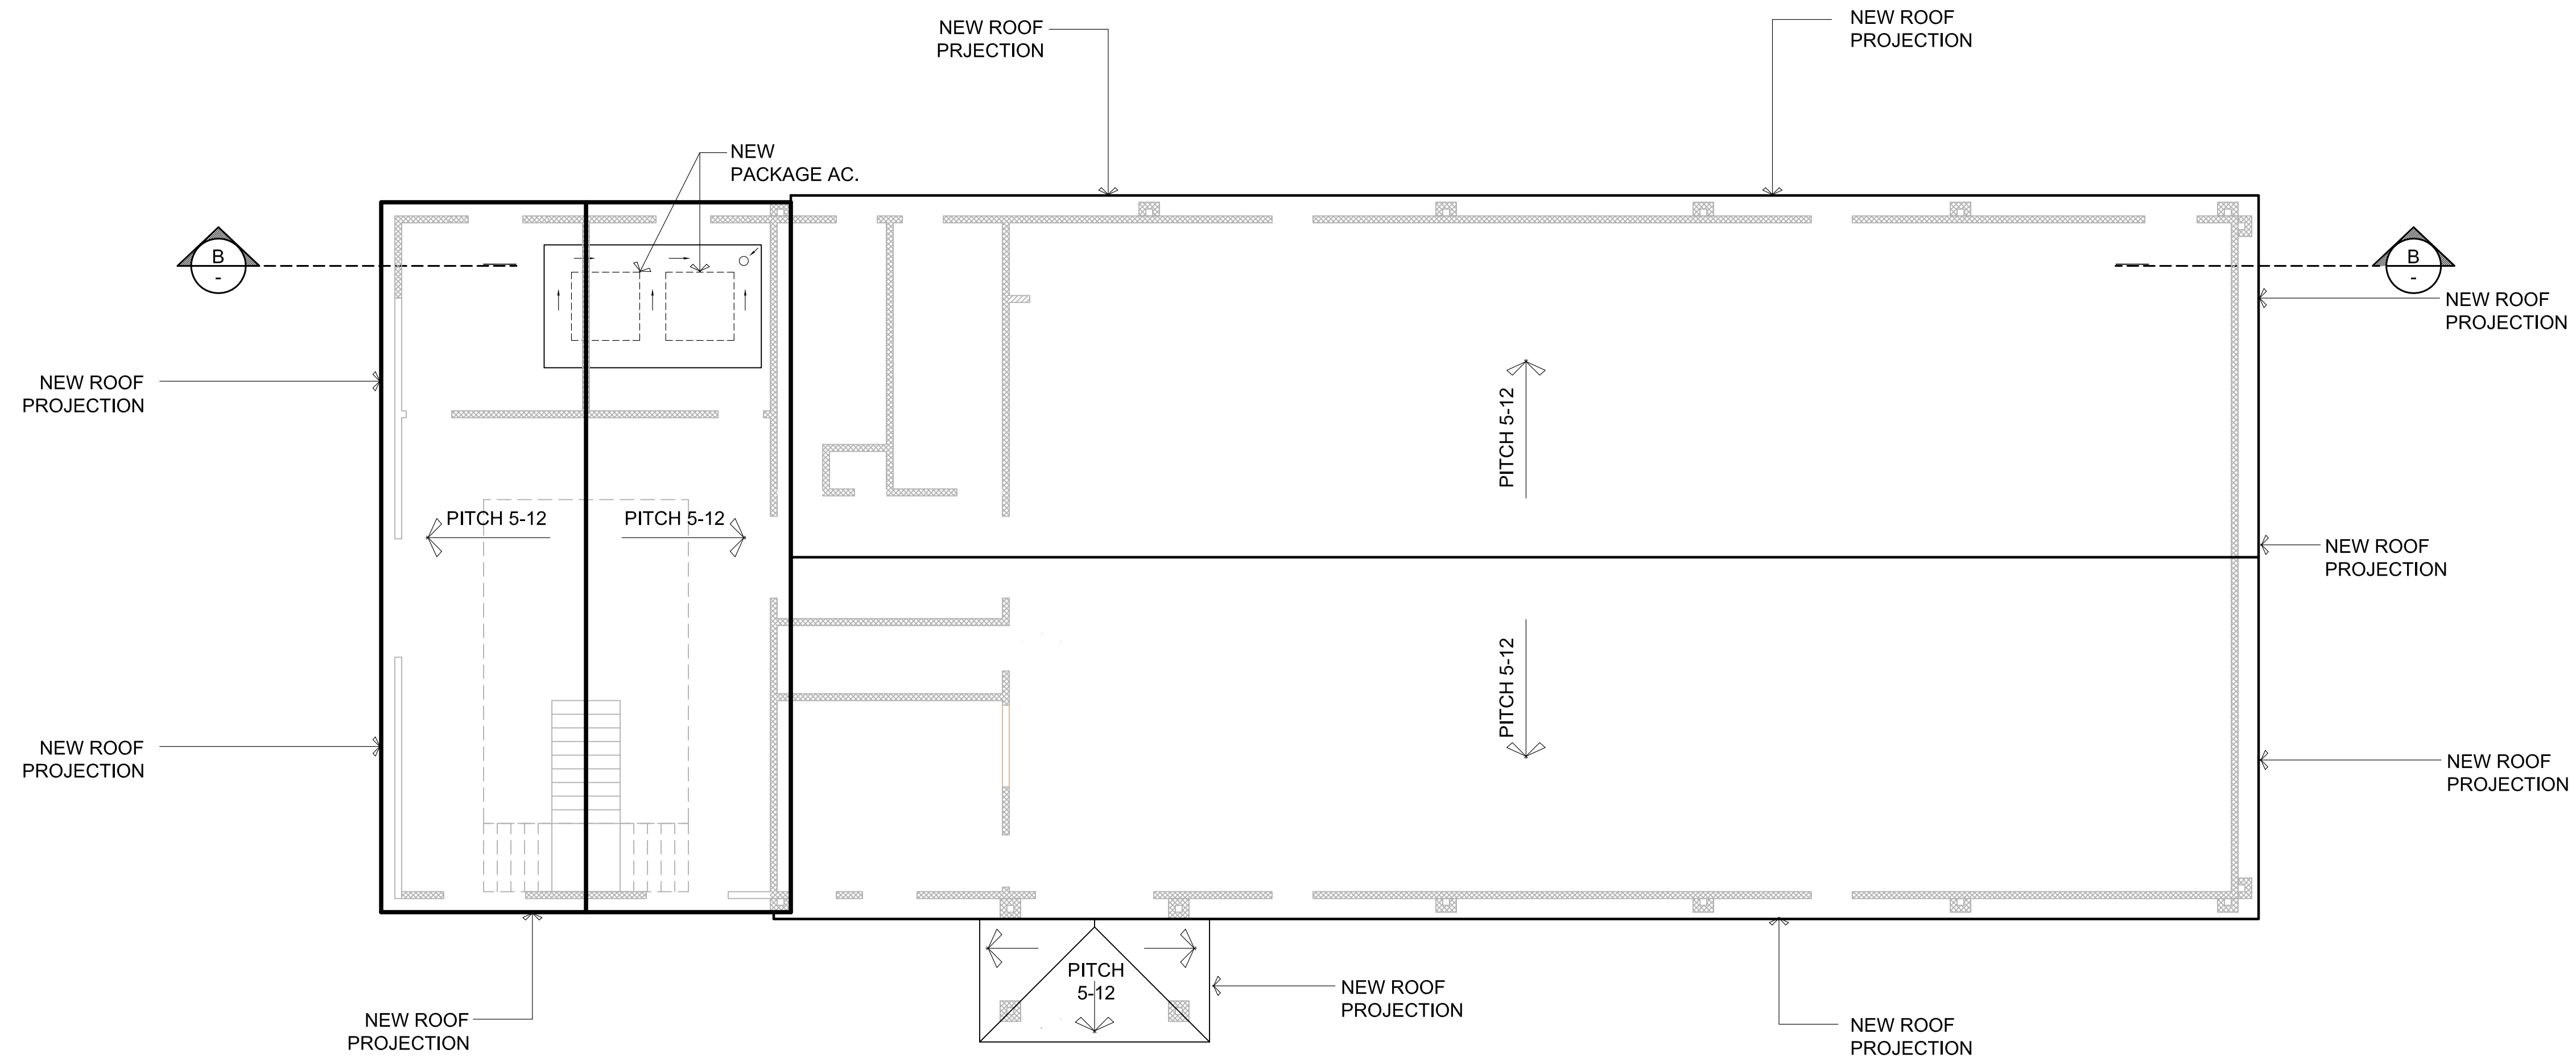 NEW ROOF
PRJECTION
NEW ROOF
PROJECTION
NEW
PACKAGE AC.
B
-
B
-
NEW ROOF
PROJECTION
NEW ROOF
PROJECTION
PITCH 5-12
PITCH 5-12
PITCH 5-12
NEW ROOF
PROJECTION
PITCH 5-12
NEW ROOF
PROJECTION
NEW ROOF
PROJECTION
PITCH
5-12
NEW ROOF
PROJECTION
NEW ROOF
PROJECTION
NEW ROOF
PROJECTION